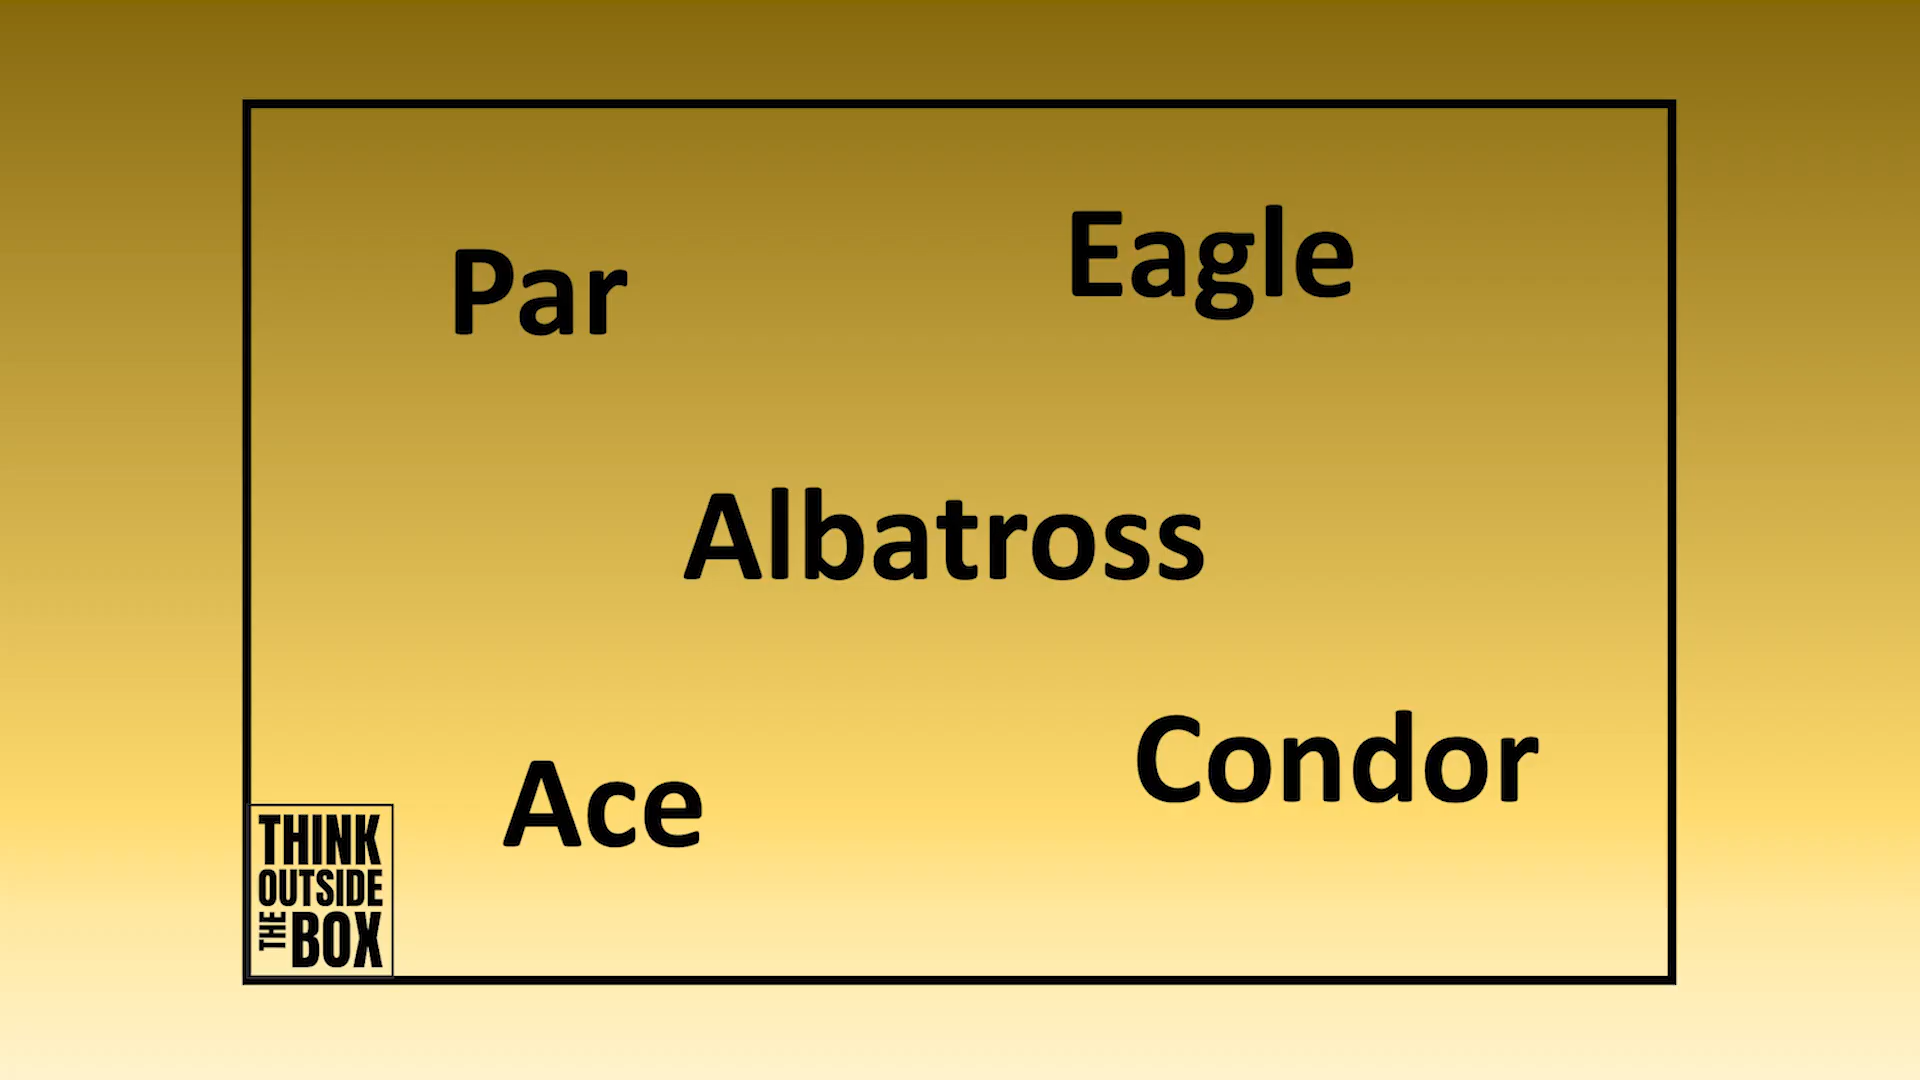 Par
Eagle
Albatross
Ace
Condor
THINK
OUTSIDE
THE BOX